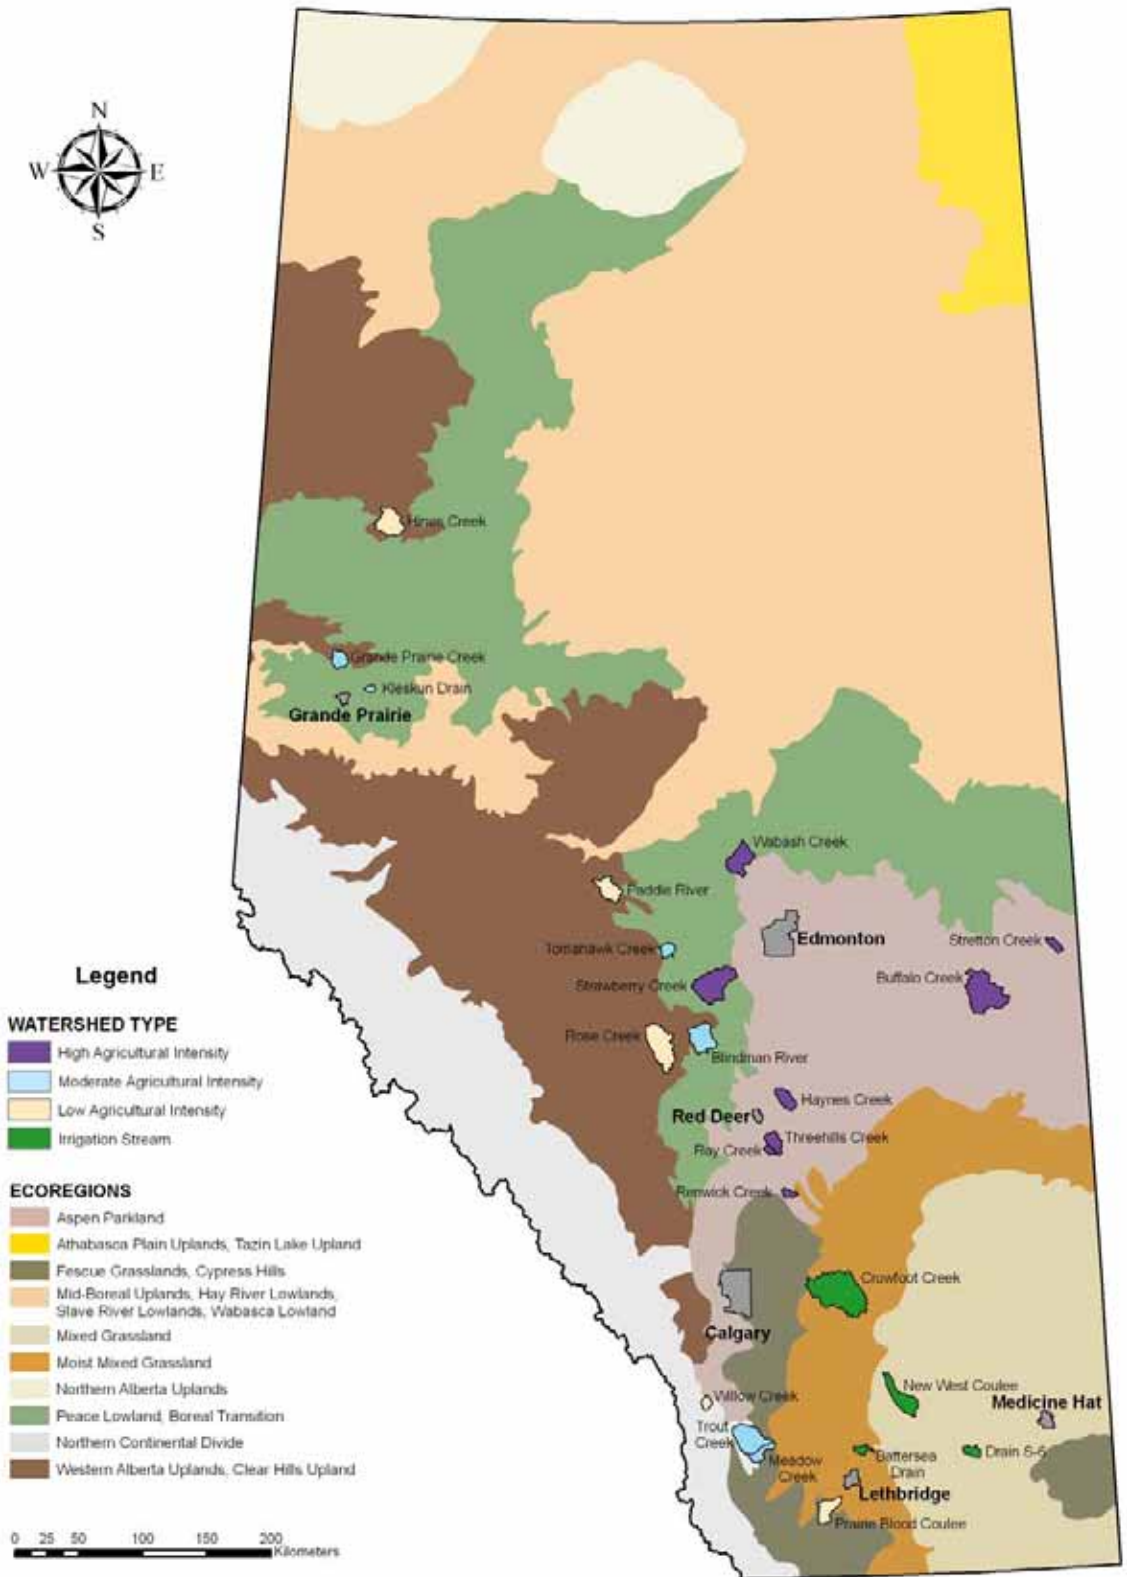 N
W
E
S
Hines Creek
Grande Prairie Creek
Kleskun Drain
Grande Prairie
Wabash Creek
Paddle River
Edmonton
Stretton Creek
Tomahawk Creek
Buffalo Creek
Strawberry Creek
Rose Creek
Blindman River
Haynes Creek
Red Deer
Threehills Creek
Ray Creek
Renwick Creek
Crowfoot Creek
Calgary
New West Coulee
Willow Creek
Medicine Hat
Trout
Creek
Meadow
Creek
Battersea
Drain
Drain S-6
Lethbridge
Prairie Blood Coulee
Legend
WATERSHED TYPE
High Agricultural Intensity
Moderate Agricultural Intensity
Low Agricultural Intensity
Irrigation Stream
ECOREGIONS
Aspen Parkland
Athabasca Plain Uplands, Tazin Lake Upland
Fescue Grasslands, Cypress Hills
Mid-Boreal Uplands, Hay River Lowlands,
Slave River Lowlands, Wabasca Lowland
Mixed Grassland
Moist Mixed Grassland
Northern Alberta Uplands
Peace Lowland, Boreal Transition
Northern Continental Divide
Western Alberta Uplands, Clear Hills Upland
0 25 50 100 150 200
Kilometers